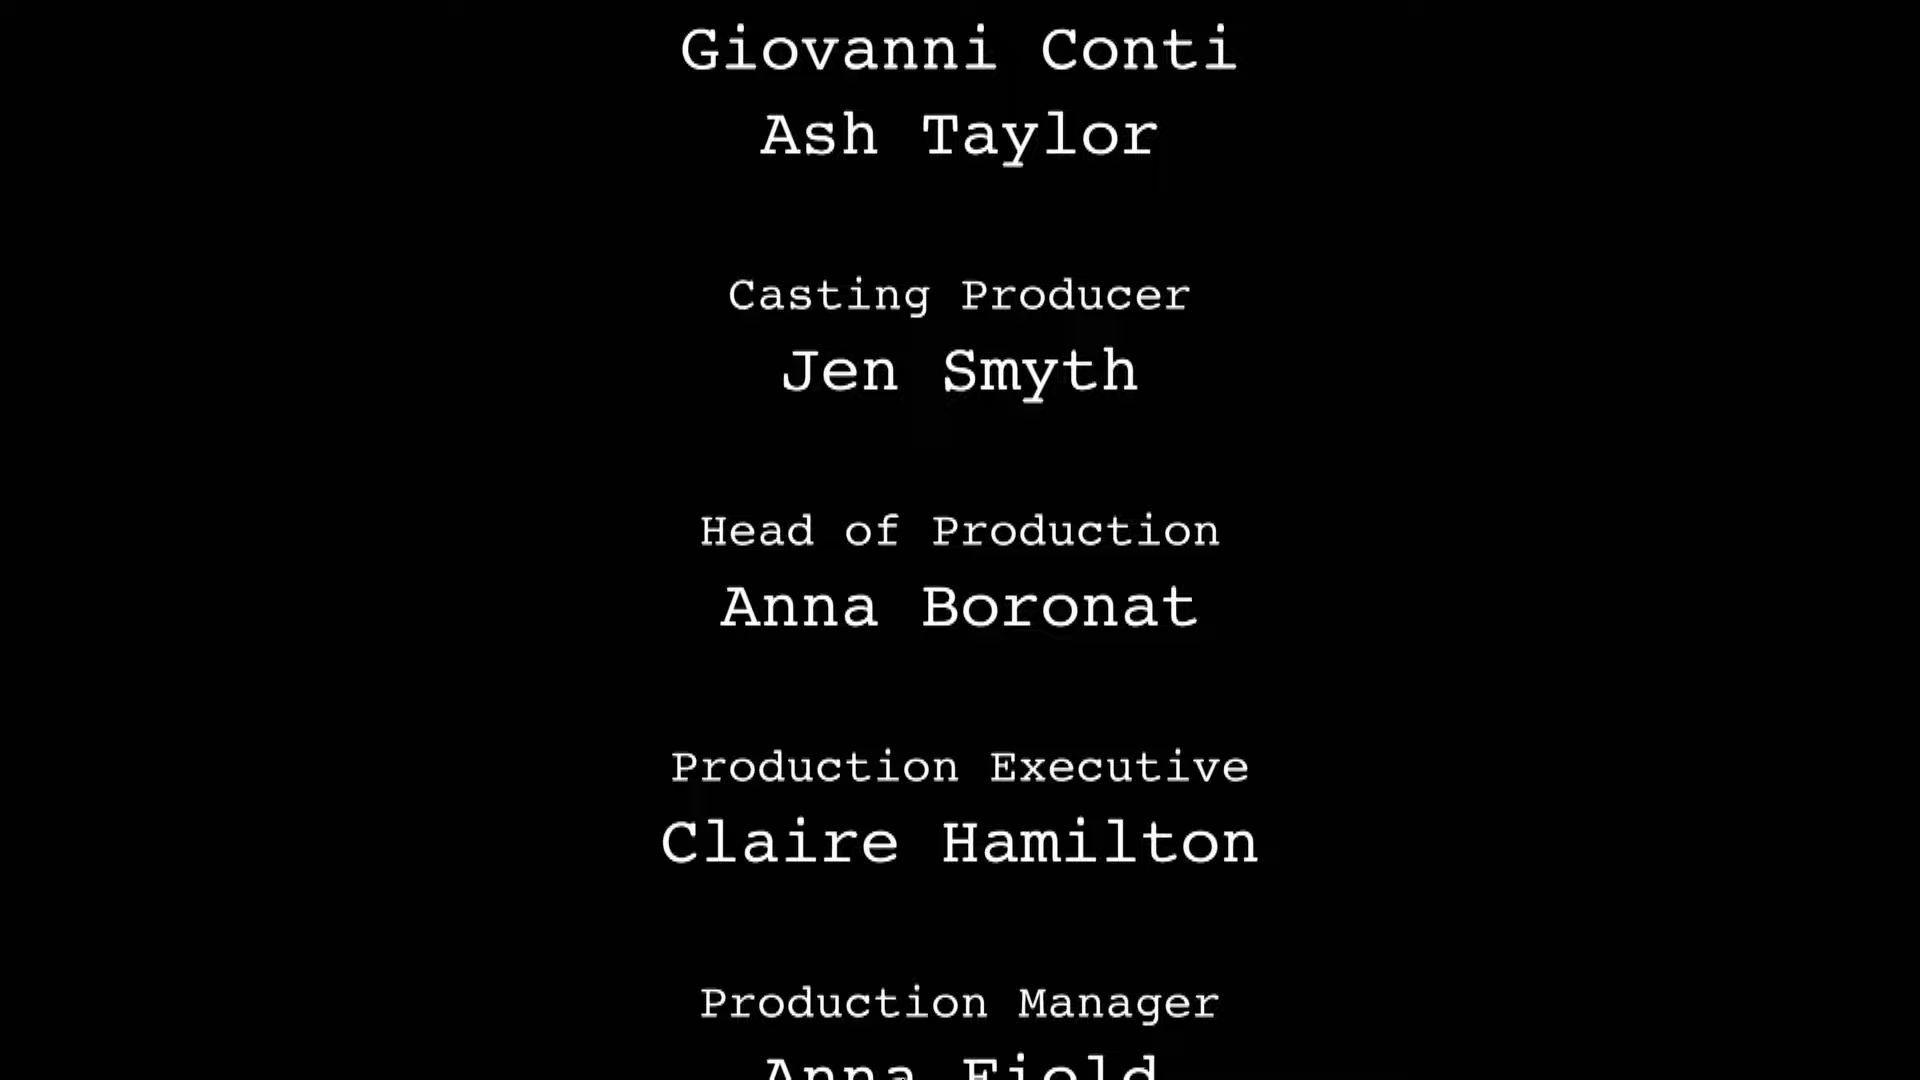 Giovanni Conti
Ash Taylor
Casting Producer
Jen Smyth
Head of Production
Anna Boronat
Production Executive
Claire Hamilton
Production Manager
Anna